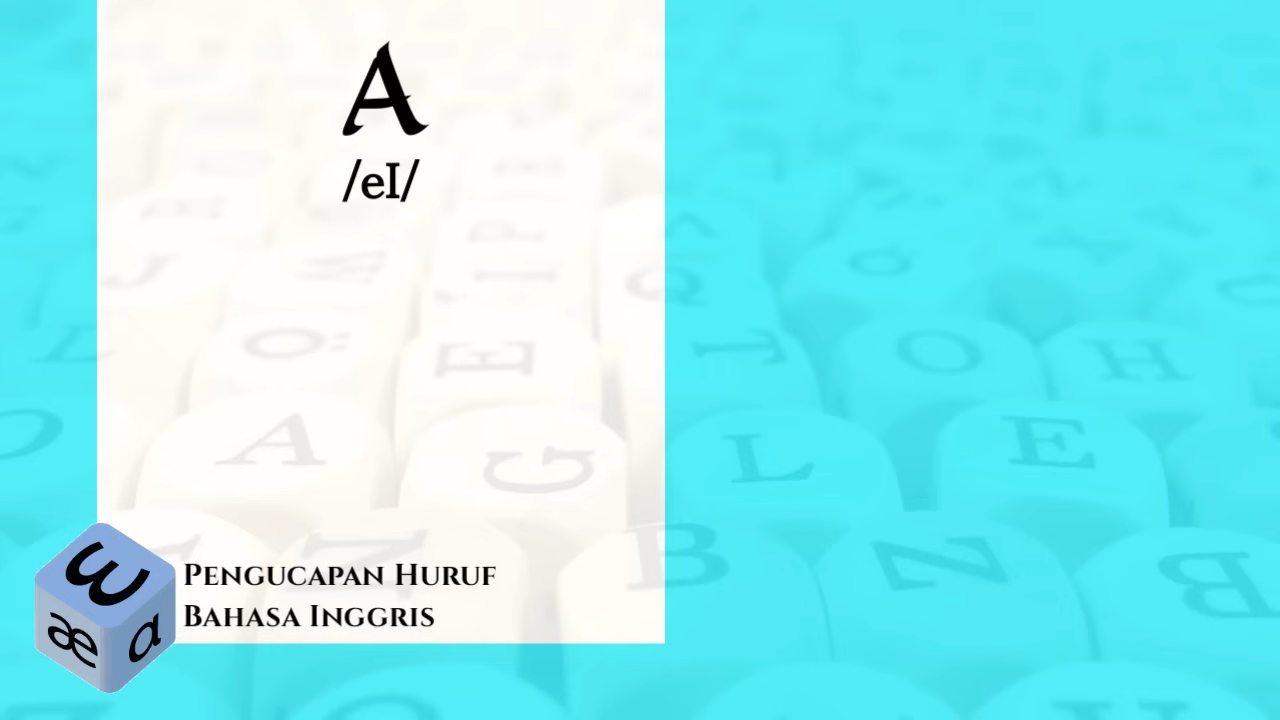 A
/eI/
Pengucapan Huruf
Bahasa Inggris
ω
æ
ɑ
J
W
E
I
P
I
Q
Q
L
Ö
E
T
O
H
O
A
G
L
E
Z
B
N
B